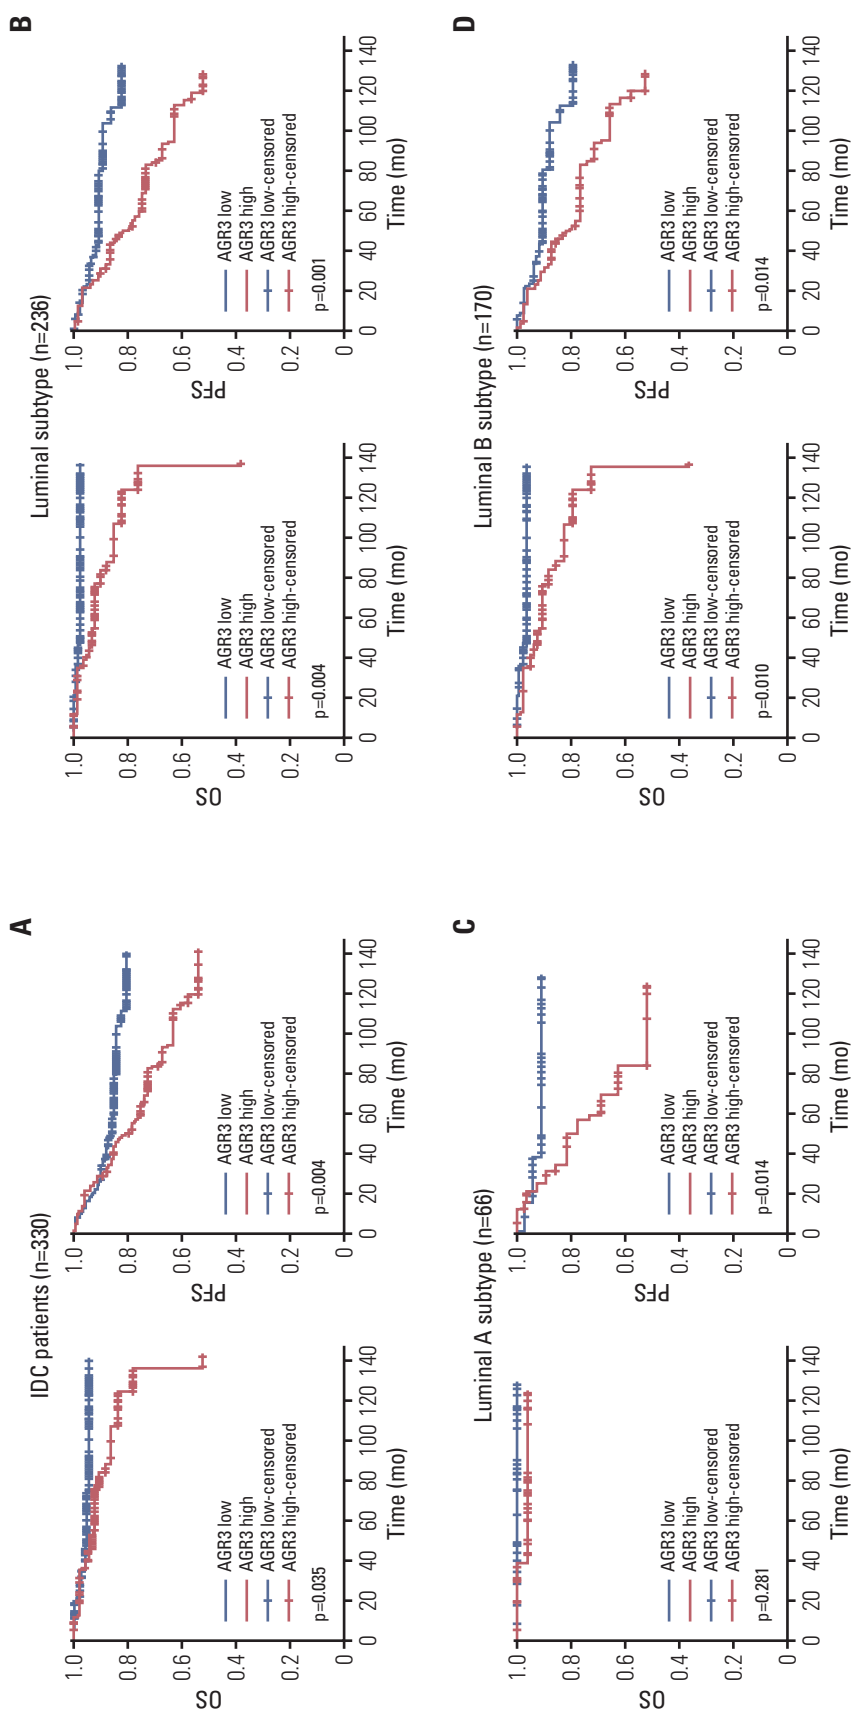 A
IDC patients (n=330)
OS
1.0
0.8
0.6
0.4
0.2
0
AGR3 low
AGR3 high
AGR3 low-censored
AGR3 high-censored
p=0.035
0 20 40 60 80 100 120 140
Time (mo)
PFS
1.0
0.8
0.6
0.4
0.2
0
AGR3 low
AGR3 high
AGR3 low-censored
AGR3 high-censored
p=0.004
0 20 40 60 80 100 120 140
Time (mo)
B
Luminal subtype (n=236)
OS
1.0
0.8
0.6
0.4
0.2
0
AGR3 low
AGR3 high
AGR3 low-censored
AGR3 high-censored
p=0.004
0 20 40 60 80 100 120 140
Time (mo)
PFS
1.0
0.8
0.6
0.4
0.2
0
AGR3 low
AGR3 high
AGR3 low-censored
AGR3 high-censored
p=0.001
0 20 40 60 80 100 120 140
Time (mo)
C
Luminal A subtype (n=66)
OS
1.0
0.8
0.6
0.4
0.2
0
AGR3 low
AGR3 high
AGR3 low-censored
AGR3 high-censored
p=0.281
0 20 40 60 80 100 120 140
Time (mo)
PFS
1.0
0.8
0.6
0.4
0.2
0
AGR3 low
AGR3 high
AGR3 low-censored
AGR3 high-censored
p=0.014
0 20 40 60 80 100 120 140
Time (mo)
D
Luminal B subtype (n=170)
OS
1.0
0.8
0.6
0.4
0.2
0
AGR3 low
AGR3 high
AGR3 low-censored
AGR3 high-censored
p=0.010
0 20 40 60 80 100 120 140
Time (mo)
PFS
1.0
0.8
0.6
0.4
0.2
0
AGR3 low
AGR3 high
AGR3 low-censored
AGR3 high-censored
p=0.014
0 20 40 60 80 100 120 140
Time (mo)